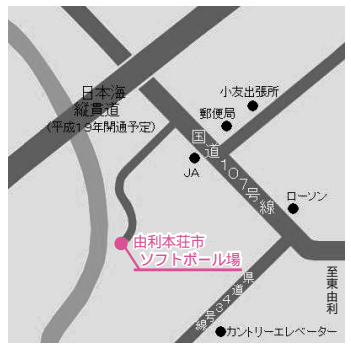 日本海
縦貫道
(平成19年開通予定)
小友出張所
郵便局
国道107号線
JA
ローソン
由利本荘市
ソフトボール場
至東由利
県道34号線
カントリーエレベーター